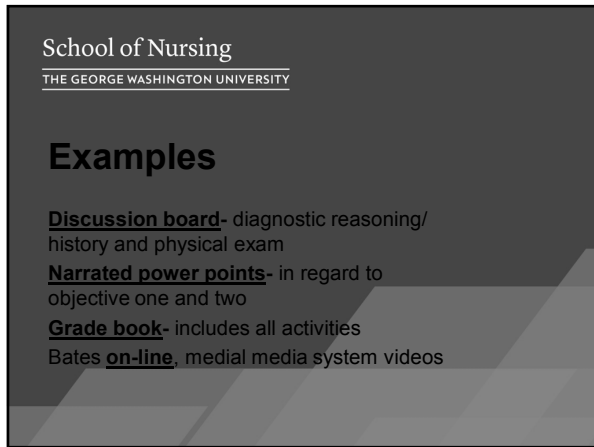 School of Nursing
THE GEORGE WASHINGTON UNIVERSITY
Examples
Discussion board- diagnostic reasoning/
history and physical exam
Narrated power points- in regard to
objective one and two
Grade book- includes all activities
Bates on-line, medial media system videos